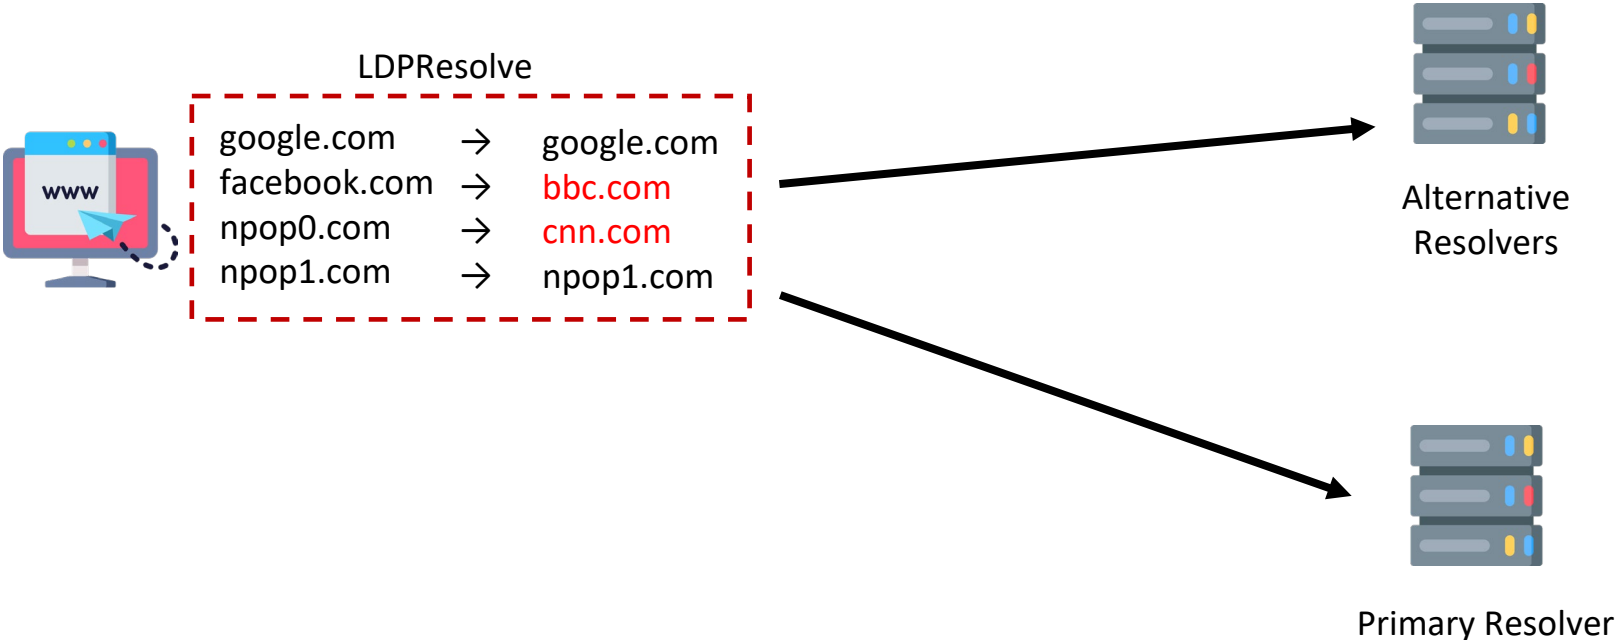 LDPResolve
www
google.com → google.com
facebook.com → bbc.com
npop0.com → cnn.com
npop1.com → npop1.com
Alternative
Resolvers
Primary Resolver